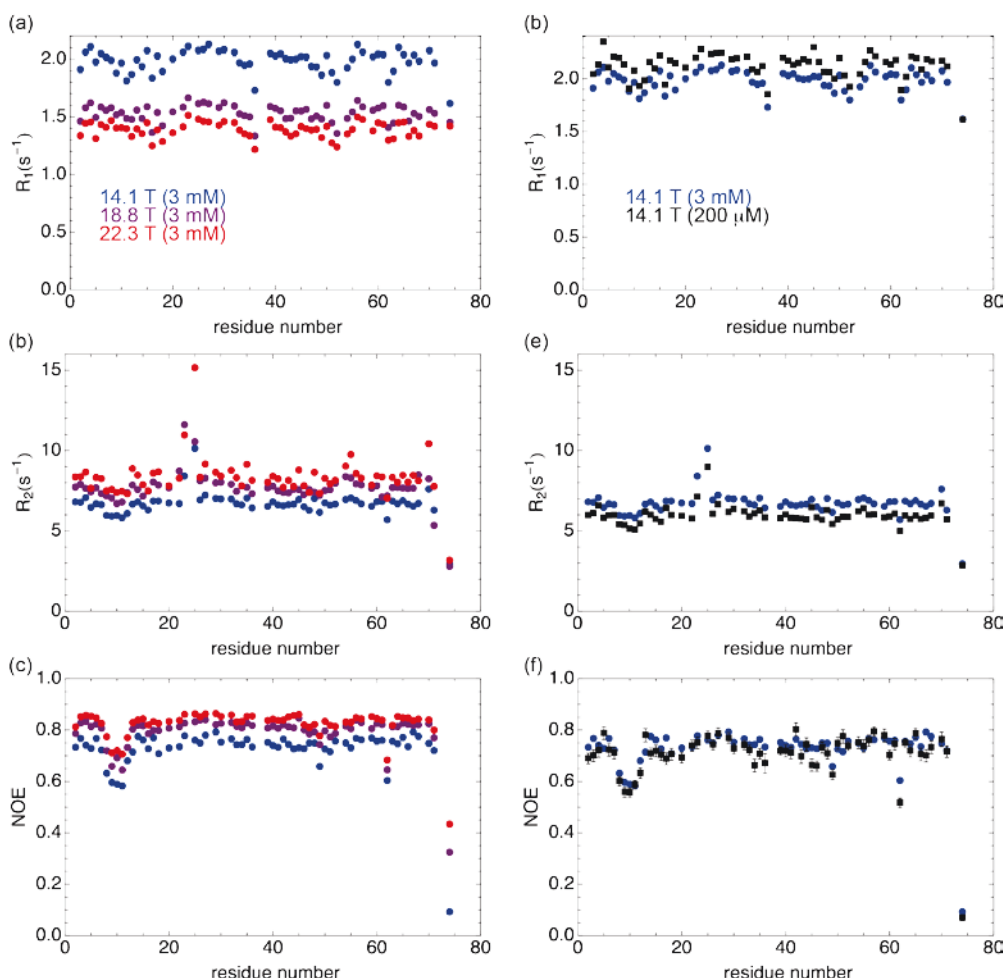 (a)
2.0
1.5
1.0
0.5
0.0
R1(s−1)
14.1 T (3 mM)
18.8 T (3 mM)
22.3 T (3 mM)
0 20 40 60 80
residue number
(b)
2.0
1.5
1.0
0.5
0.0
R1(s−1)
14.1 T (3 mM)
14.1 T (200 µM)
0 20 40 60 80
residue number
(b)
15
10
5
0
R2(s−1)
0 20 40 60 80
residue number
(e)
15
10
5
0
R2(s−1)
0 20 40 60 80
residue number
(c)
1.0
0.8
0.6
0.4
0.2
0.0
NOE
0 20 40 60 80
residue number
(f)
1.0
0.8
0.6
0.4
0.2
0.0
NOE
0 20 40 60 80
residue number